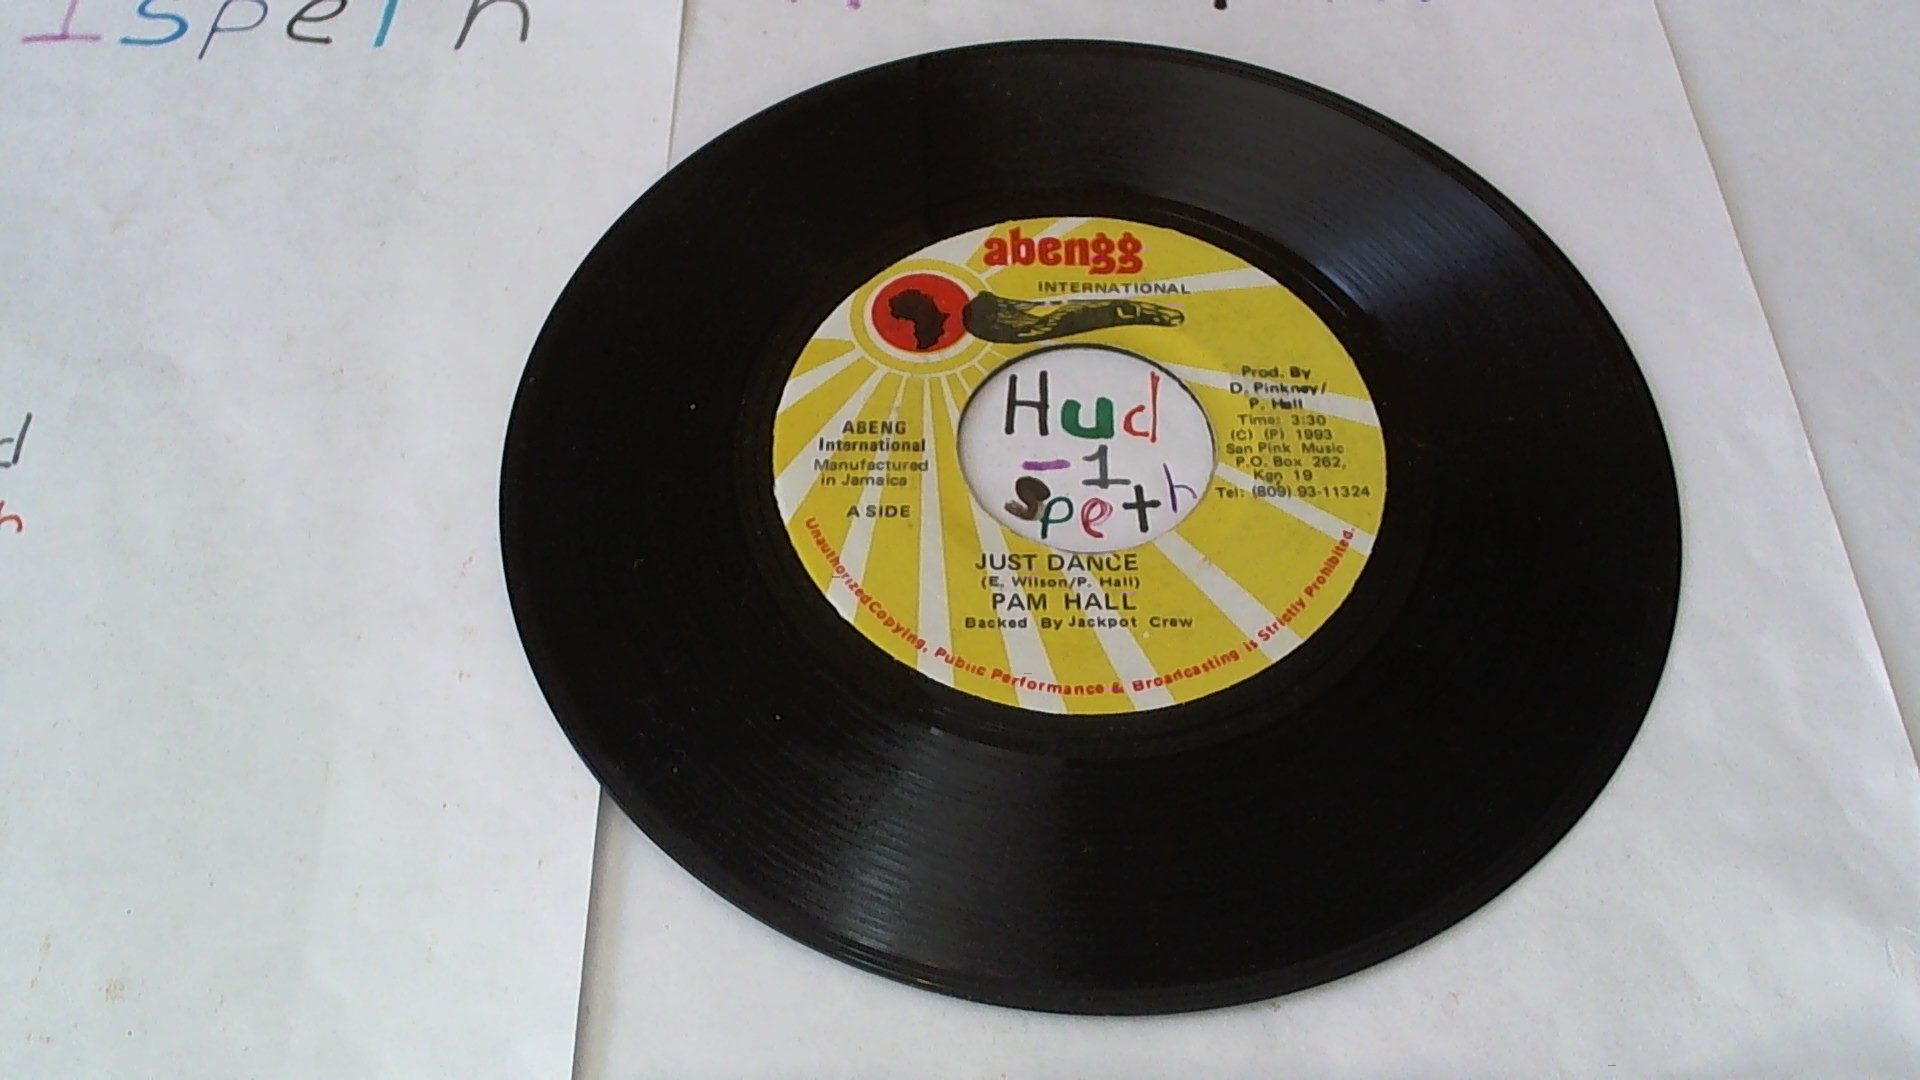 1speth
abengg
INTERNATIONAL
ABENG
International
Manufactured
in Jamaica
A SIDE
Prod. By
D. Pinkney/
P. Hall
Time: 3:30
(C) (P) 1993
San Pink Music
P.O. Box 262,
Kgn 19
Tel: (809) 93-11324
Hud
-1
Speth
JUST DANCE
(E. Wilson/P. Hall)
PAM HALL
Backed By Jackpot Crew
Unauthorized Copying, Public Performance & Broadcasting is Strictly Prohibited.